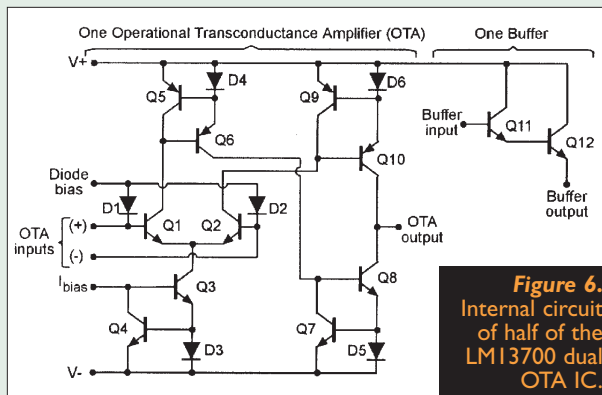 One Operational Transconductance Amplifier (OTA)
One Buffer
V+
Q5
D4
Q9
D6
Q6
Q10
Buffer
input
Q11
Q12
Buffer
output
Diode
bias
D1
Q1
Q2
D2
(+)
OTA
inputs
(-)
OTA
output
Ibias
Q3
Q8
Q4
Q7
D3
D5
V-
Figure 6.
Internal circuit
of half of the
LM13700 dual
OTA IC.